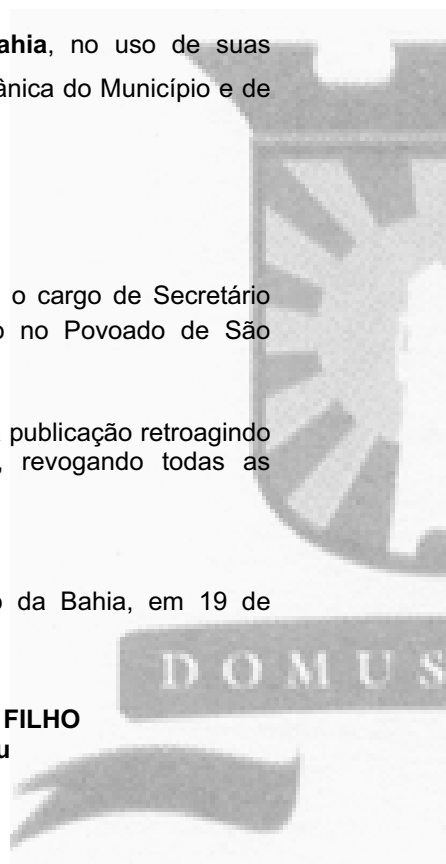 ahia, no uso de suas
ânica do Município e de
o cargo de Secretário
o no Povoado de São
publicação retroagindo
, revogando todas as
o da Bahia, em 19 de
DOMUS
FILHO
u